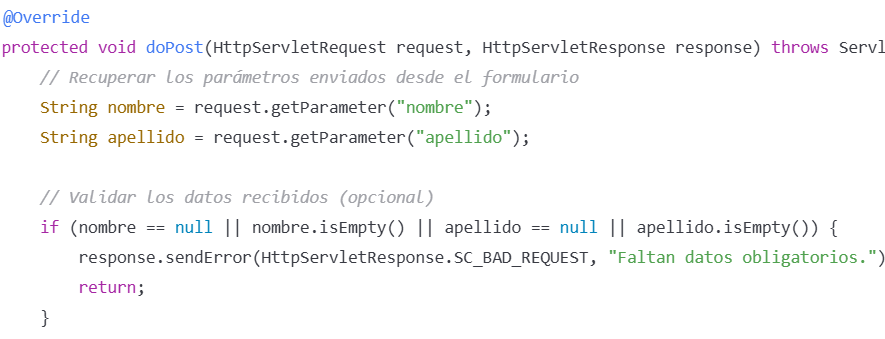 @Override
protected void doPost(HttpServletRequest request, HttpServletResponse response) throws Servl
// Recuperar los parámetros enviados desde el formulario
String nombre = request.getParameter("nombre");
String apellido = request.getParameter("apellido");
// Validar los datos recibidos (opcional)
if (nombre == null || nombre.isEmpty() || apellido == null || apellido.isEmpty()) {
response.sendError(HttpServletResponse.SC_BAD_REQUEST, "Faltan datos obligatorios.")
return;
}